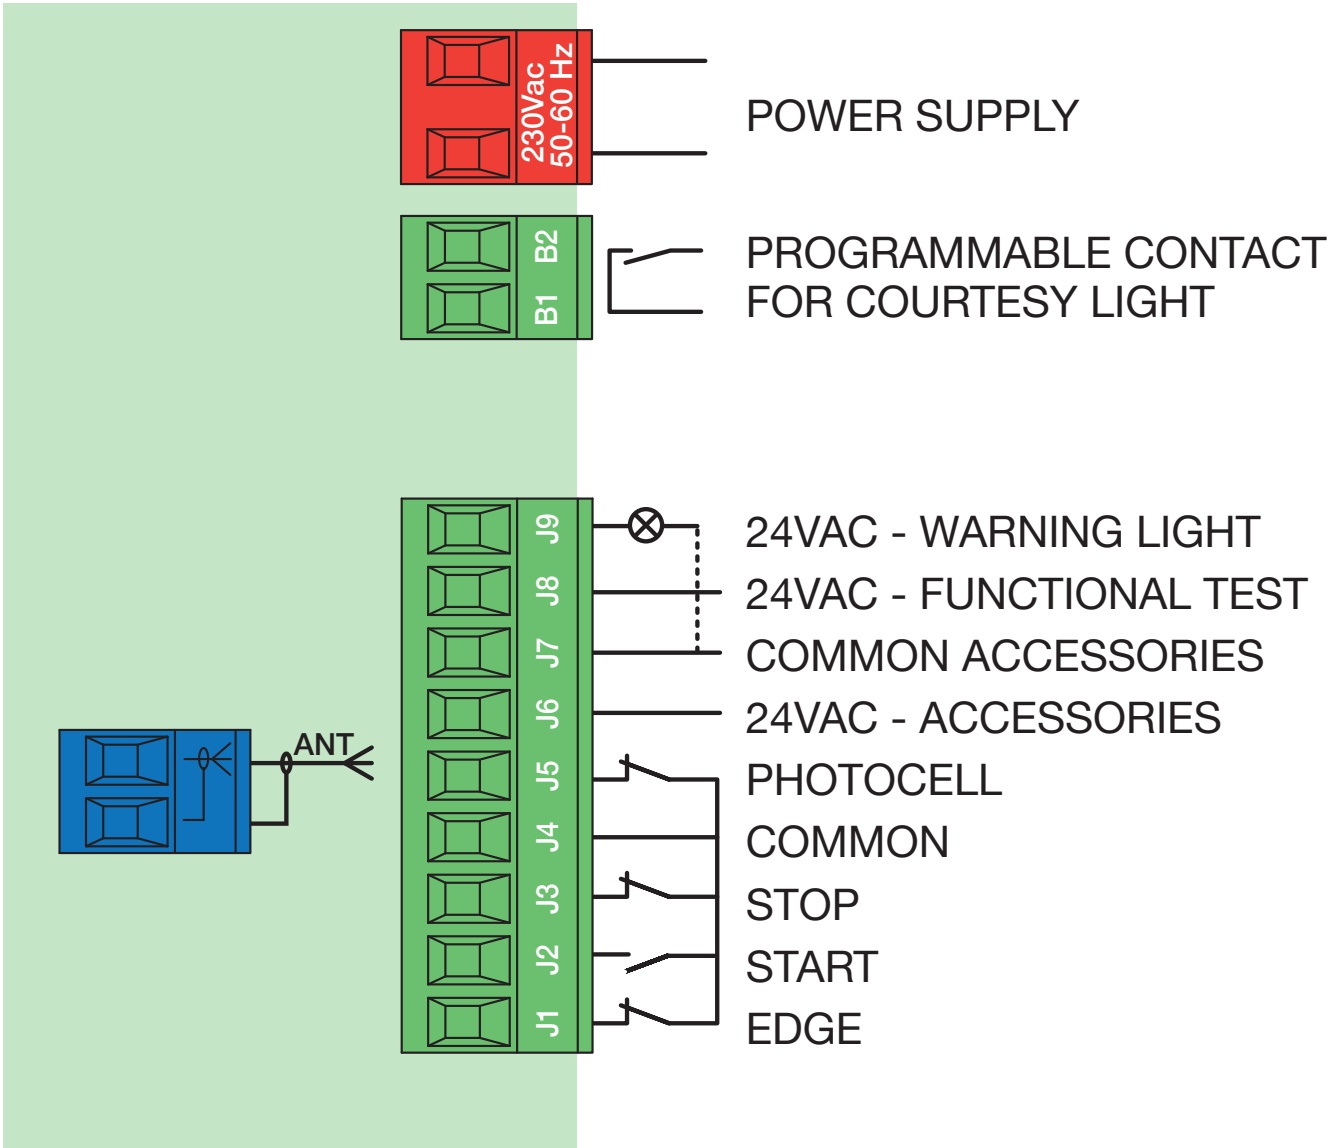 230Vac
50-60 Hz
POWER SUPPLY
B2
B1
PROGRAMMABLE CONTACT
FOR COURTESY LIGHT
J9
24VAC - WARNING LIGHT
J8
24VAC - FUNCTIONAL TEST
J7
COMMON ACCESSORIES
J6
24VAC - ACCESSORIES
ANT
J5
PHOTOCELL
J4
COMMON
J3
STOP
J2
START
J1
EDGE